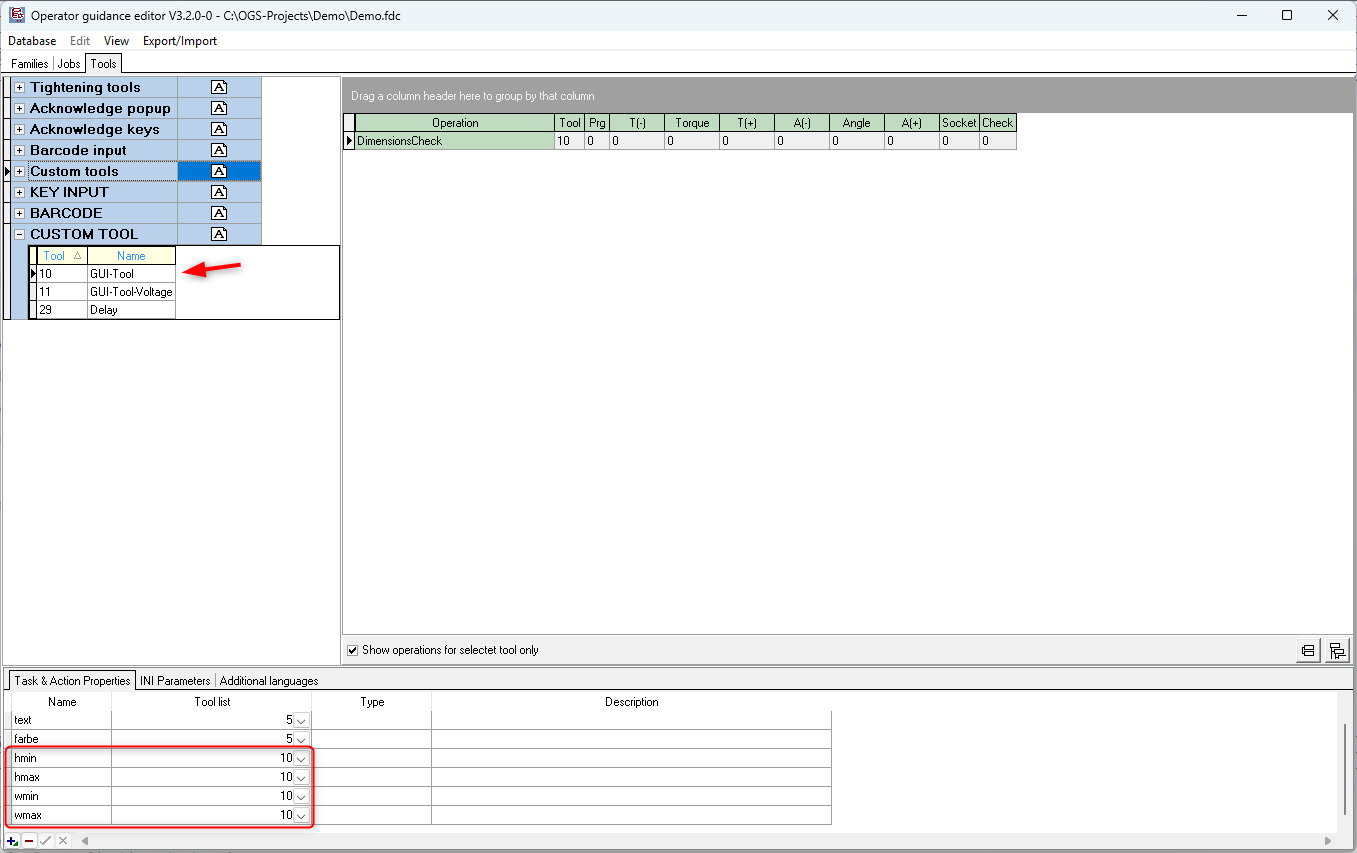 Operator guidance editor V3.2.0-0 - C:\OGS-Projects\Demo\Demo.fdc
Database Edit View Export/Import
Families Jobs Tools
Tightening tools A
Acknowledge popup A
Acknowledge keys A
Barcode input A
Custom tools A
KEY INPUT A
BARCODE A
CUSTOM TOOL A
Tool Name
10 GUI-Tool
11 GUI-Tool-Voltage
29 Delay
Drag a column header here to group by that column
Operation Tool Prg T(-) Torque T(+) A(-) Angle A(+) Socket Check
DimensionsCheck 10 0 0 0 0 0 0 0 0 0
Show operations for selectet tool only
Task & Action Properties INI Parameters Additional languages
Name Tool list Type Description
text 5
farbe 5
hmin 10
hmax 10
wmin 10
wmax 10